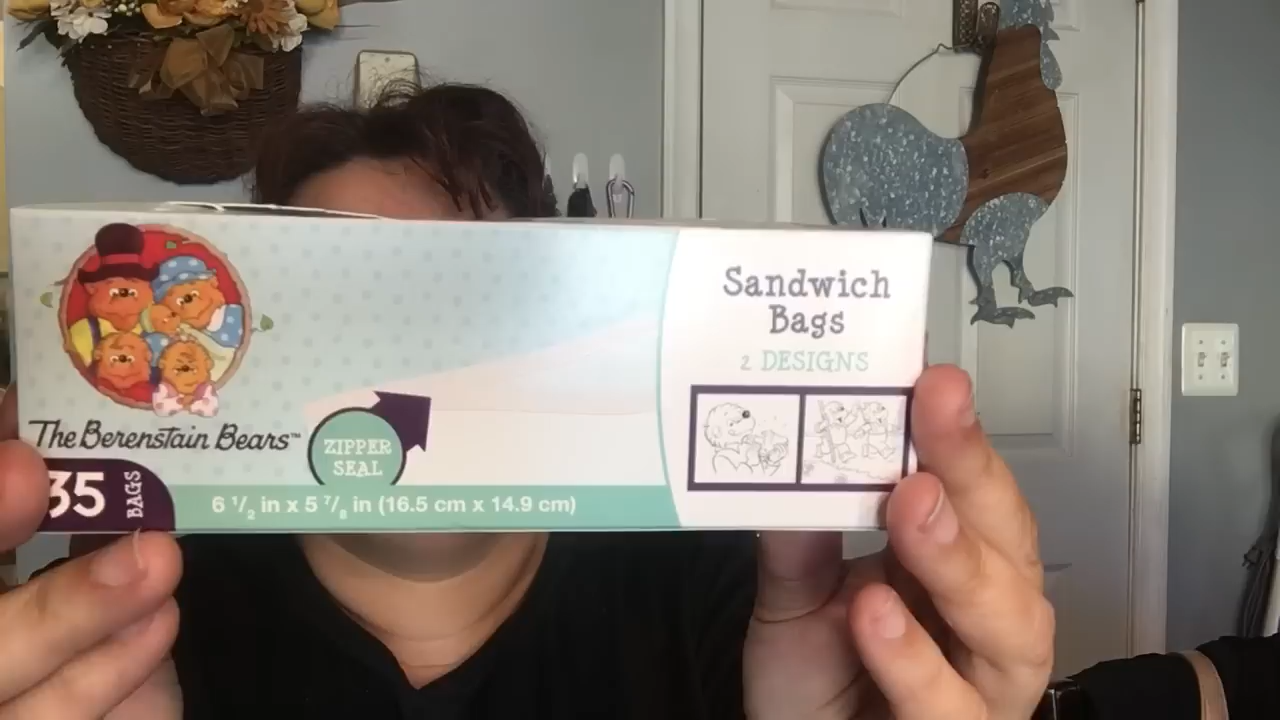 The Berenstain Bears™
ZIPPER
SEAL
35
BAGS
6 1/2 in x 5 7/8 in (16.5 cm x 14.9 cm)
Sandwich
Bags
2 DESIGNS